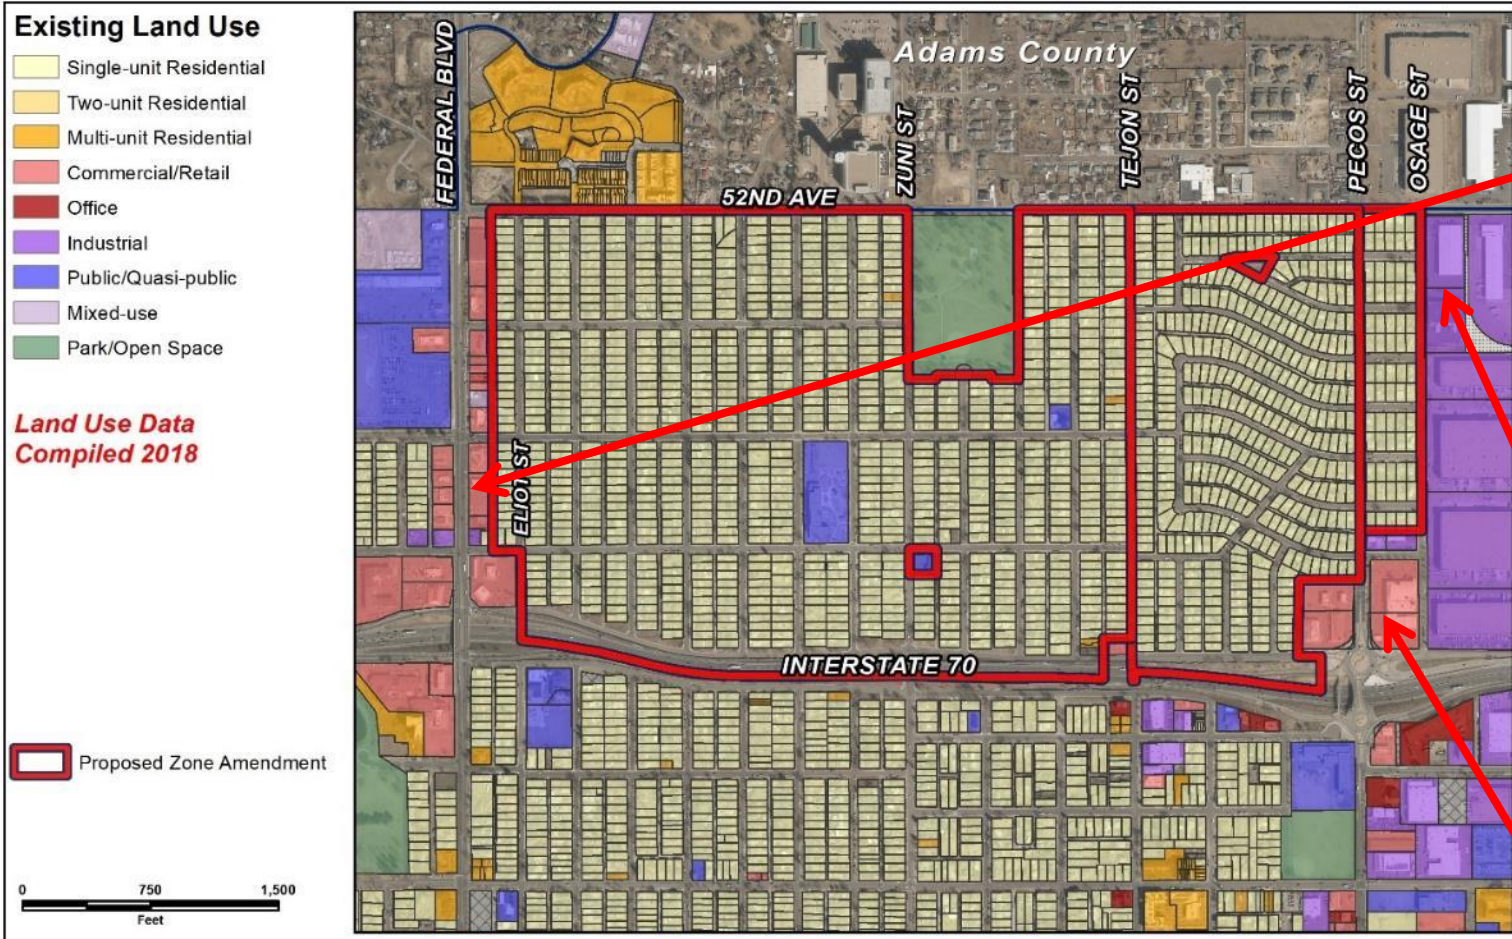 Existing Land Use
Single-unit Residential
Two-unit Residential
Multi-unit Residential
Commercial/Retail
Office
Industrial
Public/Quasi-public
Mixed-use
Park/Open Space
Land Use Data
Compiled 2018
Proposed Zone Amendment
0 750 1,500
Feet
Adams County
FEDERAL BLVD
ZUNI ST
TEJON ST
PECOS ST
OSAGE ST
52ND AVE
ELIOT ST
INTERSTATE 70